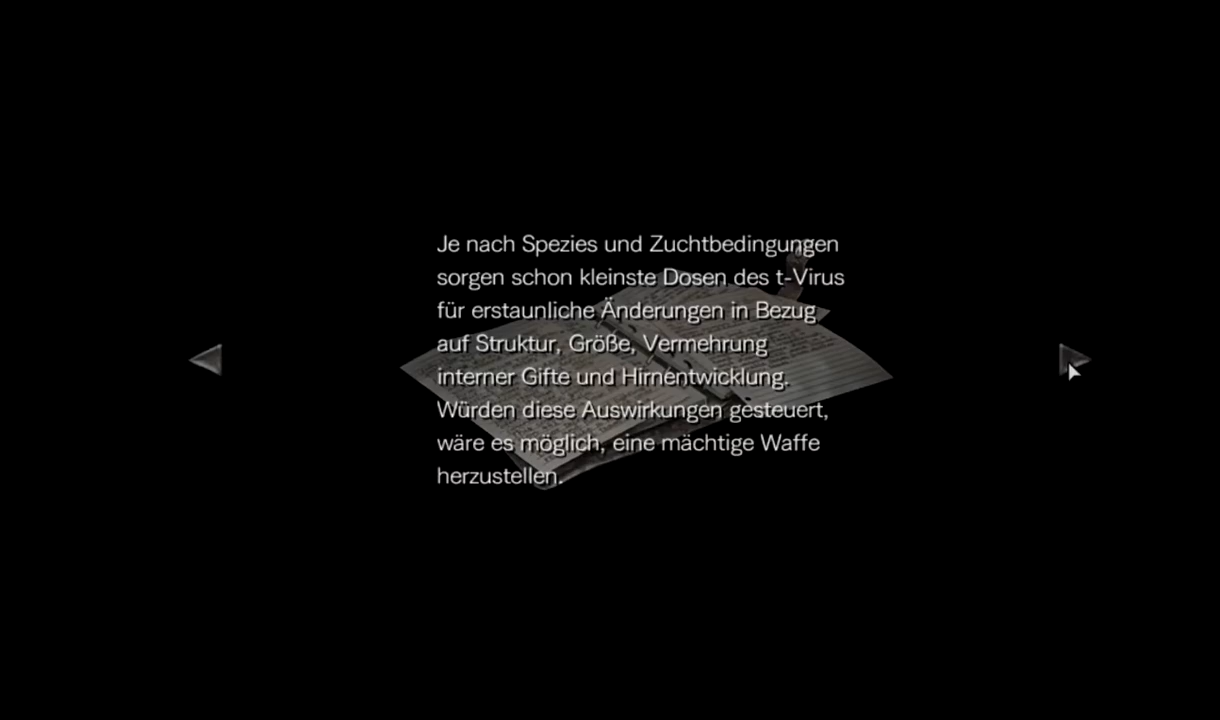 Je nach Spezies und Zuchtbedingungen
sorgen schon kleinste Dosen des t-Virus
für erstaunliche Änderungen in Bezug
auf Struktur, Größe, Vermehrung
interner Gifte und Hirnentwicklung.
Würden diese Auswirkungen gesteuert,
wäre es möglich, eine mächtige Waffe
herzustellen.